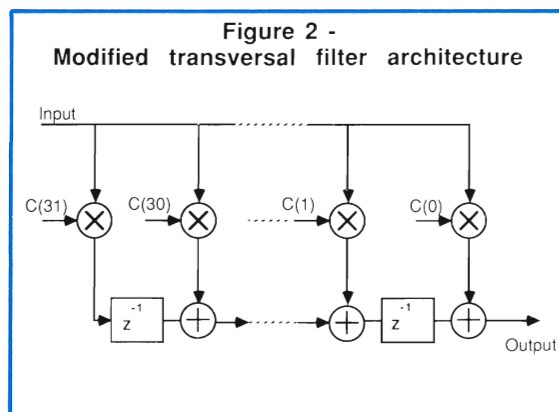 Figure 2 -
Modified transversal filter architecture
Input
C(31) C(30) C(1) C(0)
z⁻¹ z⁻¹
Output